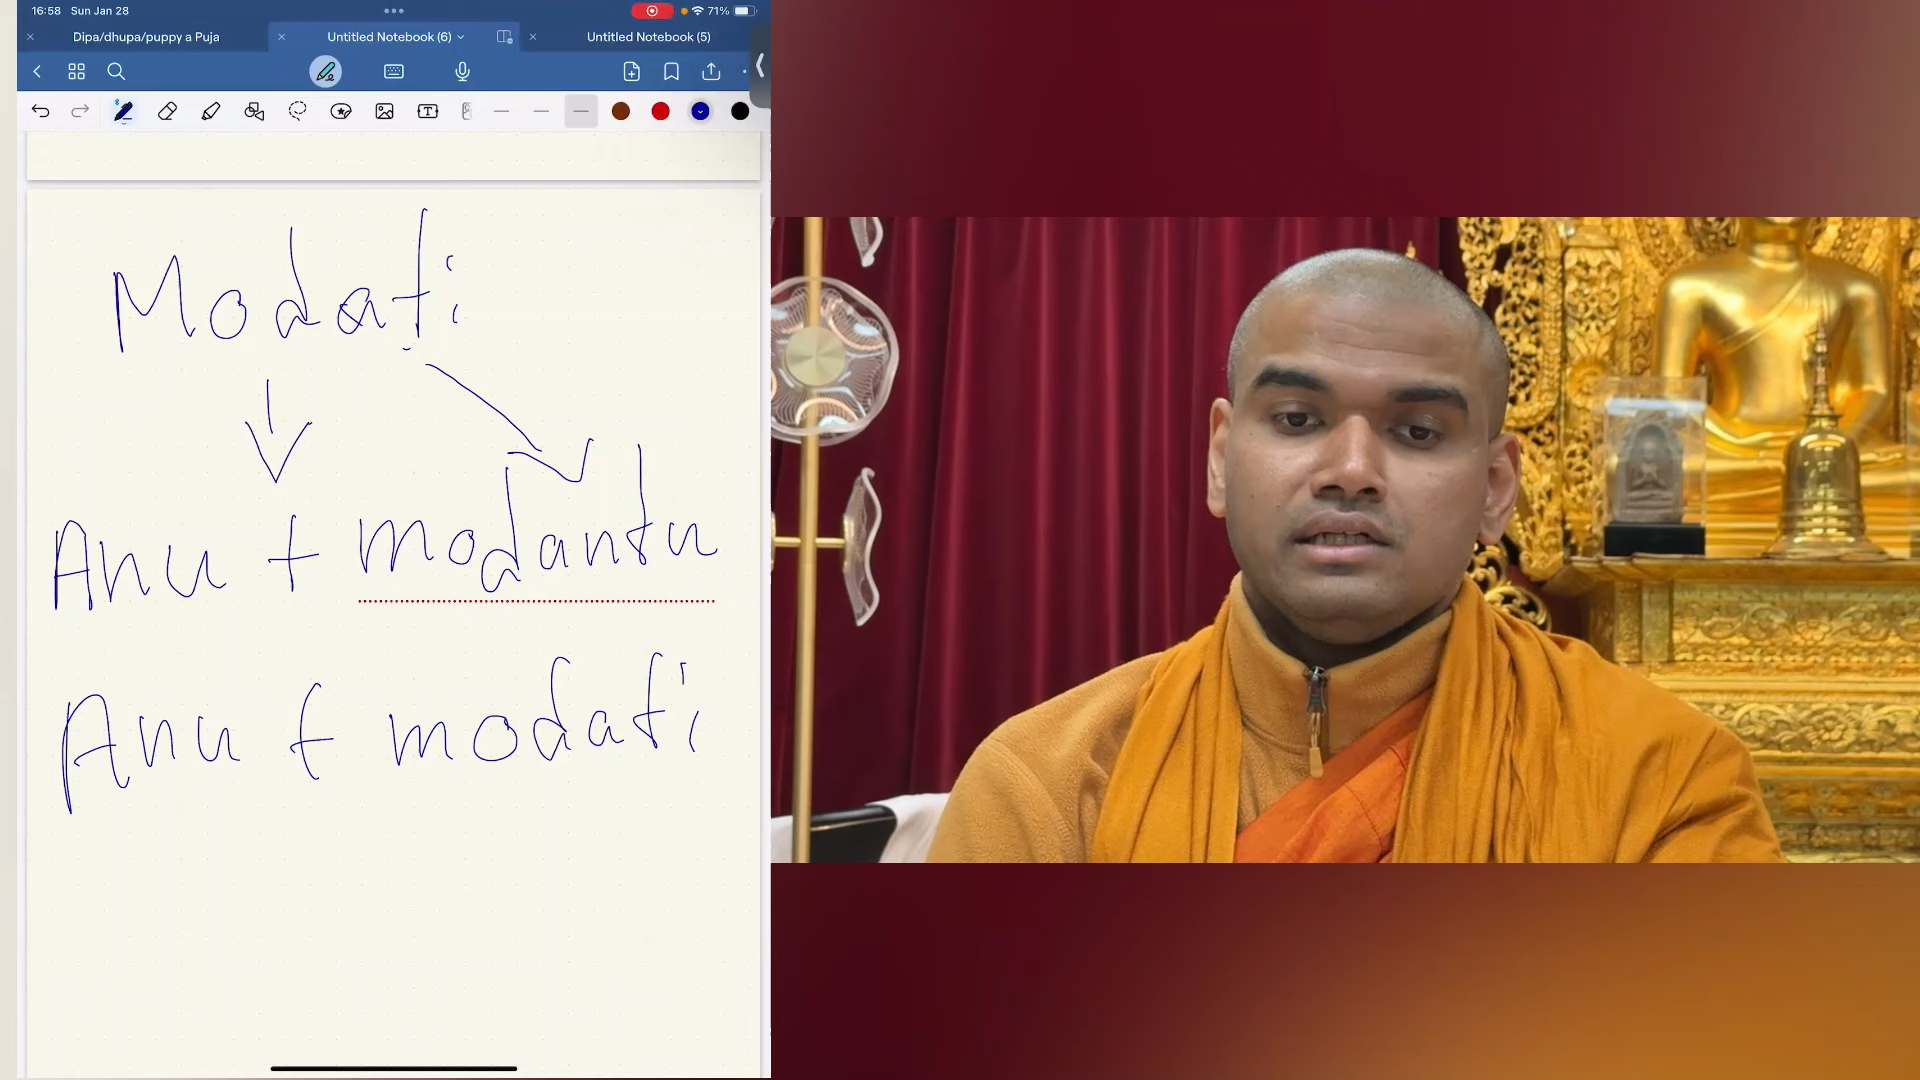 16:58 Sun Jan 28
71%
Dipa/dhupa/puppy a Puja
Untitled Notebook (6)
Untitled Notebook (5)
Modati
Anu + modantu
Anu + modati